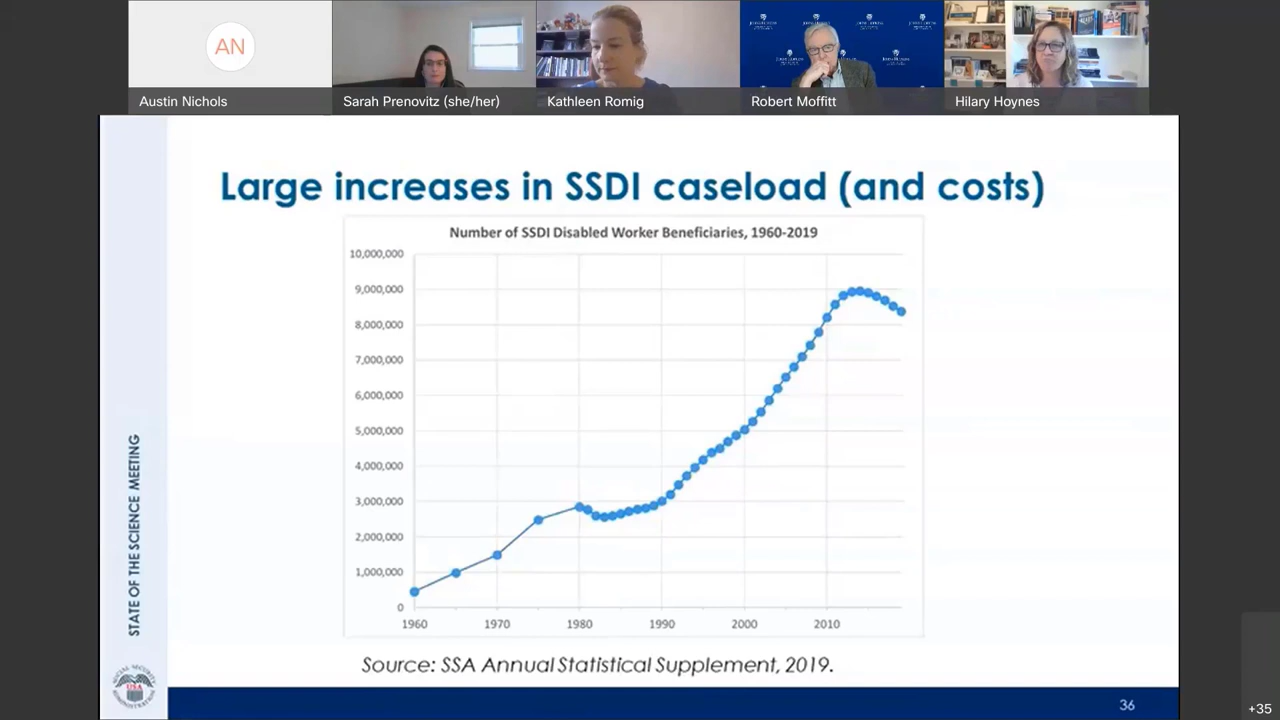 AN
Austin Nichols
Sarah Prenovitz (she/her)
Kathleen Romig
Robert Moffitt
Hilary Hoynes
Large increases in SSDI caseload (and costs)
Number of SSDI Disabled Worker Beneficiaries, 1960-2019
10,000,000
9,000,000
8,000,000
7,000,000
6,000,000
5,000,000
4,000,000
3,000,000
2,000,000
1,000,000
0
1960 1970 1980 1990 2000 2010
Source: SSA Annual Statistical Supplement, 2019.
STATE OF THE SCIENCE MEETING
USA
36
+35